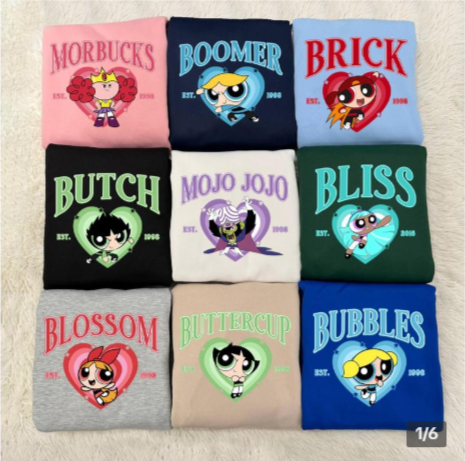 MORBUCKS
EST. 1998
BOOMER
EST. 1998
BRICK
EST. 1998
BUTCH
EST. 1998
MOJO JOJO
EST. 1998
BLISS
EST. 2016
BLOSSOM
EST. 1998
BUTTERCUP
EST.
BUBBLES
EST. 1998
1/6